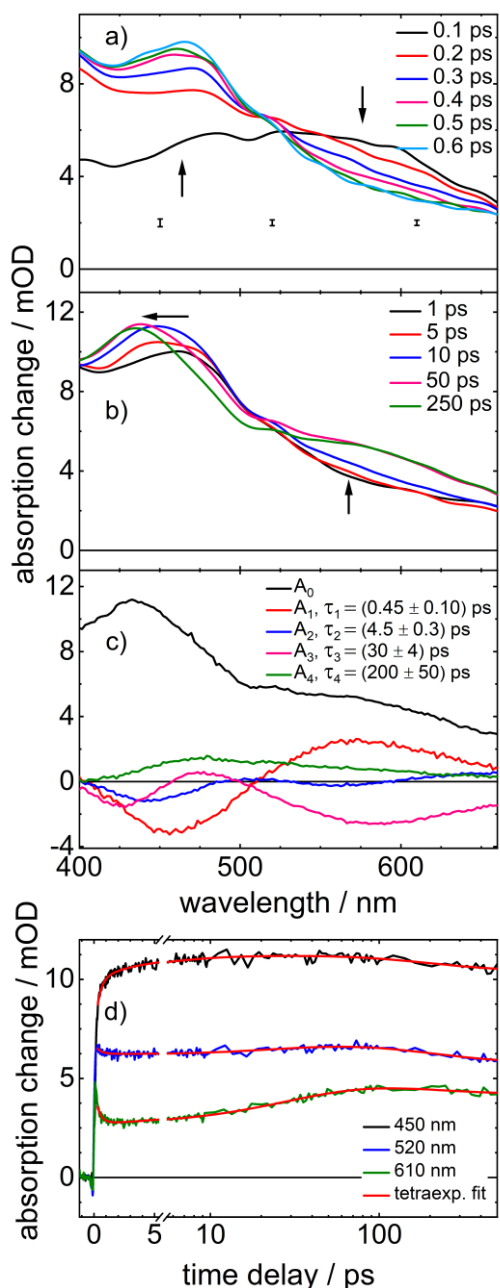 a)
0.1 ps
0.2 ps
0.3 ps
0.4 ps
0.5 ps
0.6 ps
8
4
0
absorption change / mOD
b)
1 ps
5 ps
10 ps
50 ps
250 ps
12
8
4
0
c)
A₀
A₁, τ₁ = (0.45 ± 0.10) ps
A₂, τ₂ = (4.5 ± 0.3) ps
A₃, τ₃ = (30 ± 4) ps
A₄, τ₄ = (200 ± 50) ps
12
8
4
0
-4
400 500 600
wavelength / nm
absorption change / mOD
d)
10
5
0
450 nm
520 nm
610 nm
tetraexp. fit
0 5 10 100
time delay / ps